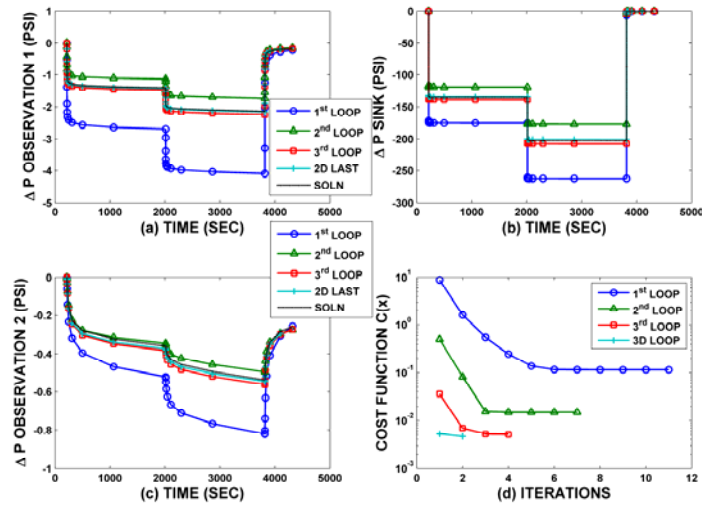 Δ P OBSERVATION 1 (PSI)
1
0
-1
-2
-3
-4
-5
0 1000 2000 3000 4000 5000
(a) TIME (SEC)
1st LOOP
2nd LOOP
3rd LOOP
2D LAST
SOLN
Δ P SINK (PSI)
0
-50
-100
-150
-200
-250
-300
0 1000 2000 3000 4000 5000
(b) TIME (SEC)
1st LOOP
2nd LOOP
3rd LOOP
2D LAST
SOLN
Δ P OBSERVATION 2 (PSI)
0
-0.2
-0.4
-0.6
-0.8
-1
0 1000 2000 3000 4000 5000
(c) TIME (SEC)
COST FUNCTION C(x)
10^1
10^0
10^-1
10^-2
10^-3
0 2 4 6 8 10 12
(d) ITERATIONS
1st LOOP
2nd LOOP
3rd LOOP
3D LOOP